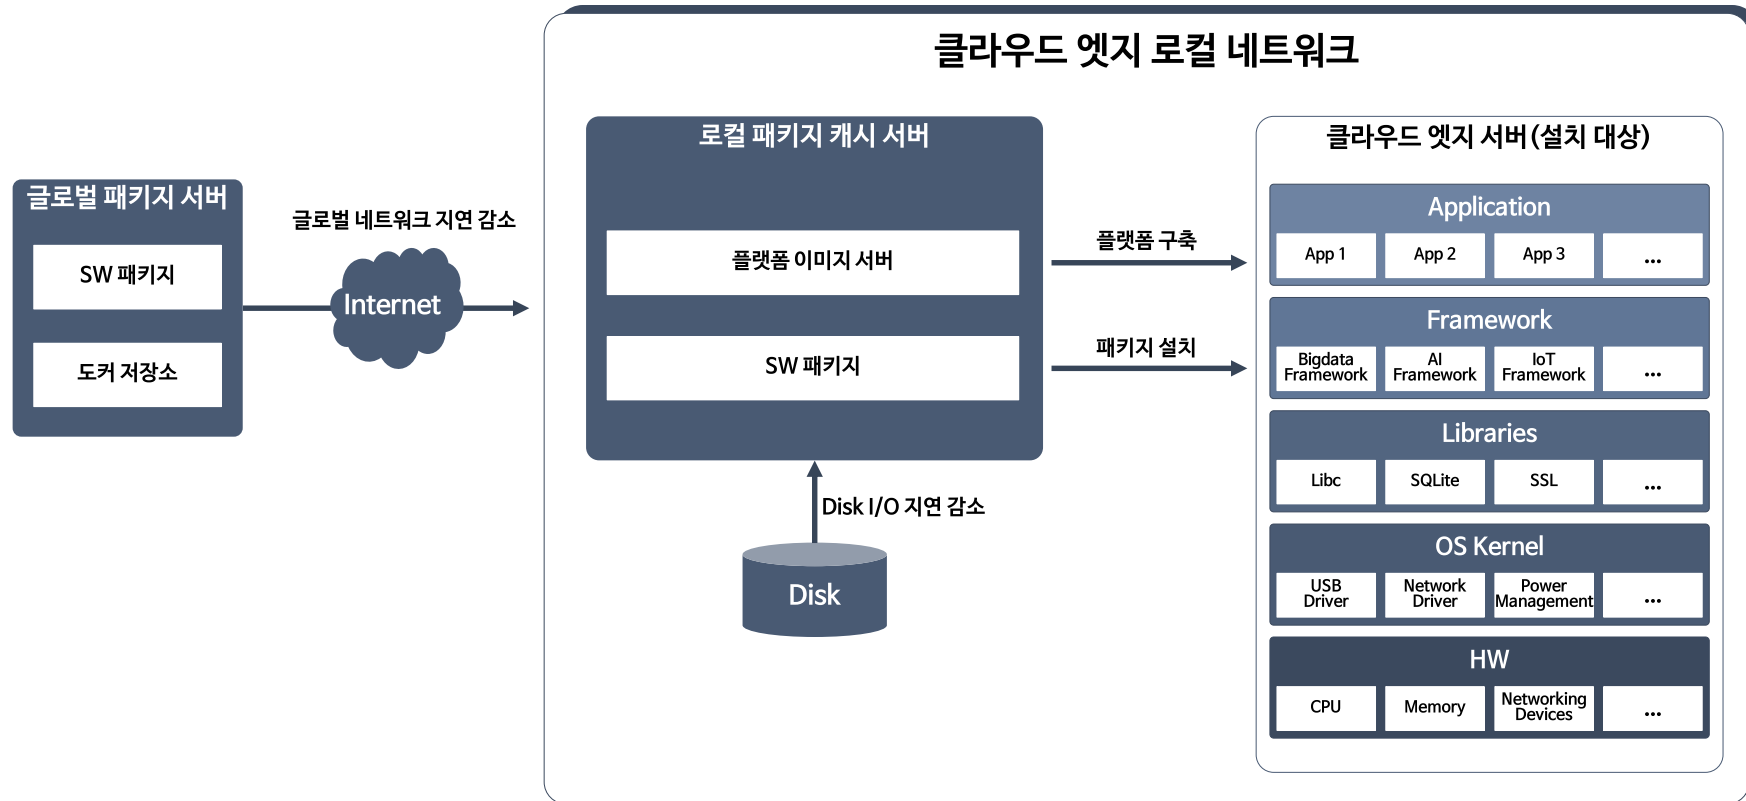 클라우드 엣지 로컬 네트워크
글로벌 패키지 서버
SW 패키지
도커 저장소
글로벌 네트워크 지연 감소
Internet
로컬 패키지 캐시 서버
플랫폼 이미지 서버
SW 패키지
Disk I/O 지연 감소
Disk
플랫폼 구축
패키지 설치
클라우드 엣지 서버(설치 대상)
Application
App 1
App 2
App 3
...
Framework
Bigdata
Framework
AI
Framework
IoT
Framework
...
Libraries
Libc
SQLite
SSL
...
OS Kernel
USB
Driver
Network
Driver
Power
Management
...
HW
CPU
Memory
Networking
Devices
...